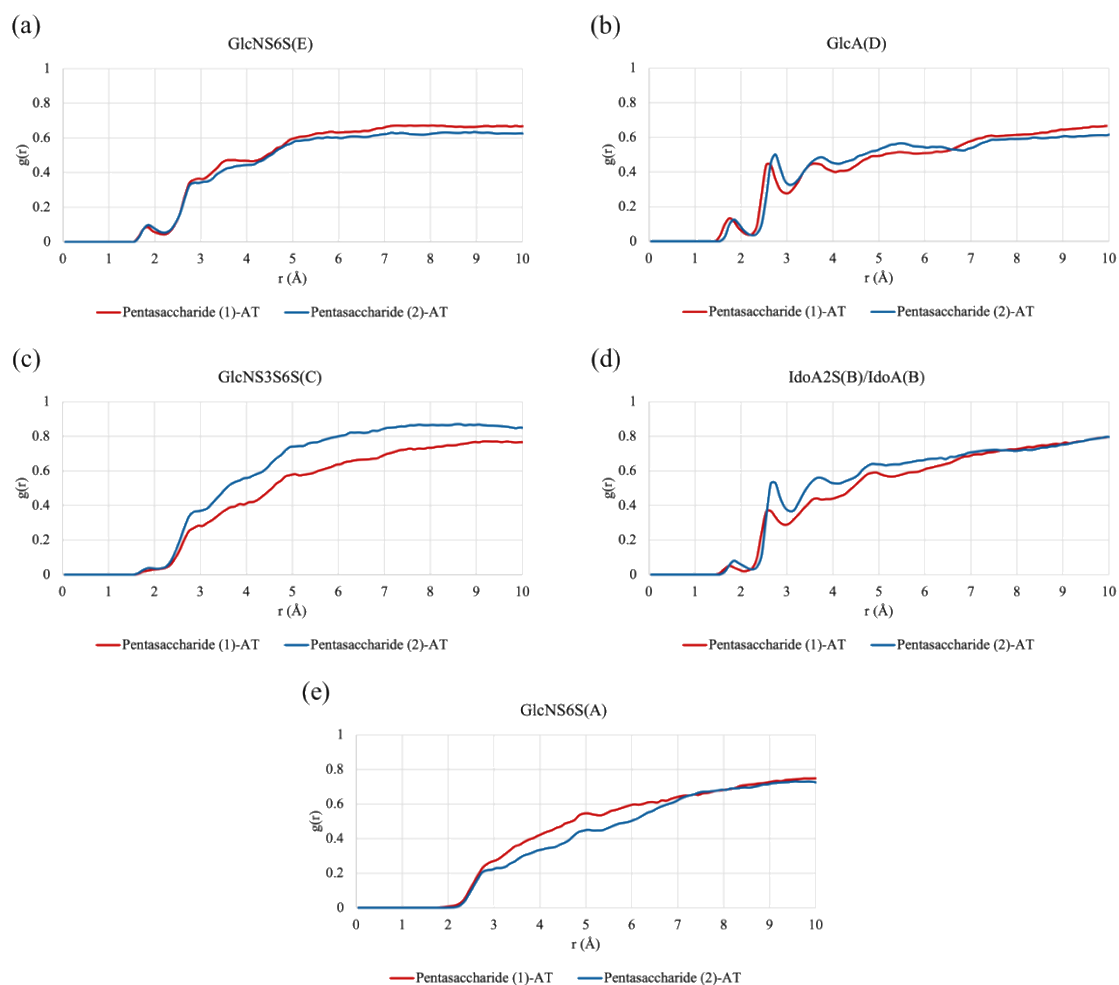 (a)
GlcNS6S(E)
1
0.8
0.6
0.4
0.2
0
g(r)
0 1 2 3 4 5 6 7 8 9 10
r (Å)
Pentasaccharide (1)-AT Pentasaccharide (2)-AT
(b)
GlcA(D)
1
0.8
0.6
0.4
0.2
0
g(r)
0 1 2 3 4 5 6 7 8 9 10
r (Å)
Pentasaccharide (1)-AT Pentasaccharide (2)-AT
(c)
GlcNS3S6S(C)
1
0.8
0.6
0.4
0.2
0
g(r)
0 1 2 3 4 5 6 7 8 9 10
r (Å)
Pentasaccharide (1)-AT Pentasaccharide (2)-AT
(d)
IdoA2S(B)/IdoA(B)
1
0.8
0.6
0.4
0.2
0
g(r)
0 1 2 3 4 5 6 7 8 9 10
r (Å)
Pentasaccharide (1)-AT Pentasaccharide (2)-AT
(e)
GlcNS6S(A)
1
0.8
0.6
0.4
0.2
0
g(r)
0 1 2 3 4 5 6 7 8 9 10
r (Å)
Pentasaccharide (1)-AT Pentasaccharide (2)-AT